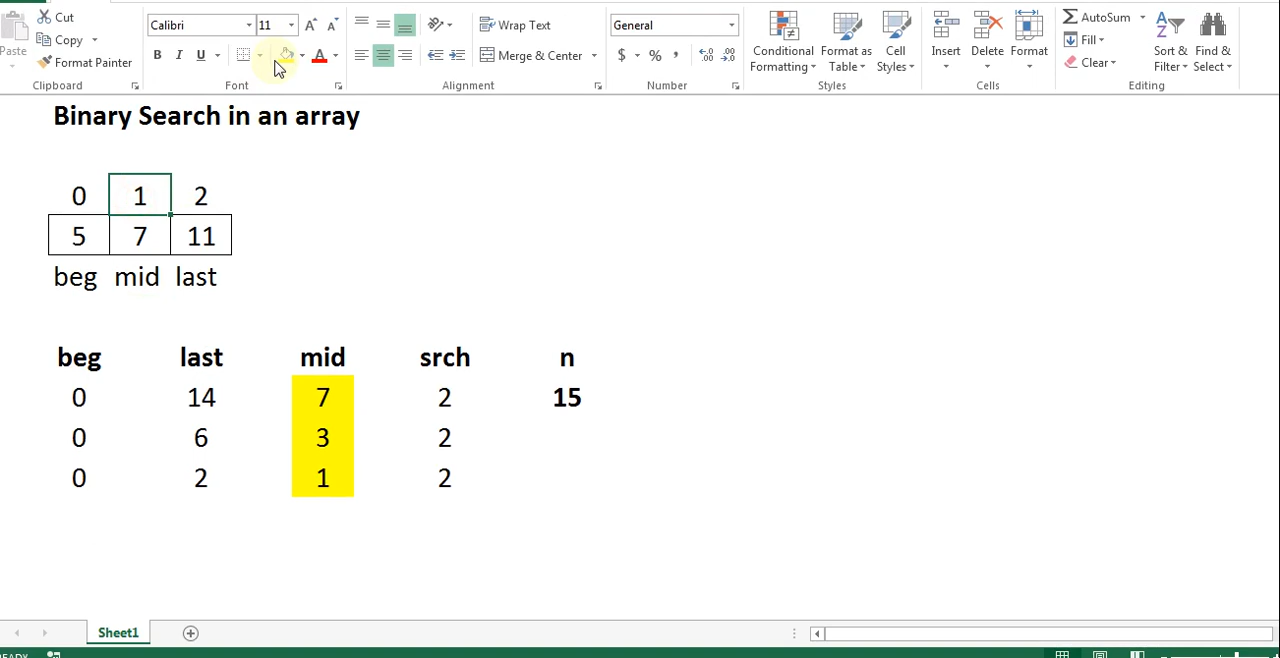 Cut
Copy
Paste
Format Painter
Clipboard
Calibri 11 A A
B I U A
Font
Wrap Text
Merge & Center
Alignment
General
$ % ,
Number
Conditional Formatting
Format as Table
Cell Styles
Styles
Insert Delete Format
Cells
AutoSum
Fill
Clear
Sort & Filter
Find & Select
Editing
Binary Search in an array
0 1 2
5 7 11
beg mid last
beg last mid srch n
0 14 7 2 15
0 6 3 2
0 2 1 2
Sheet1